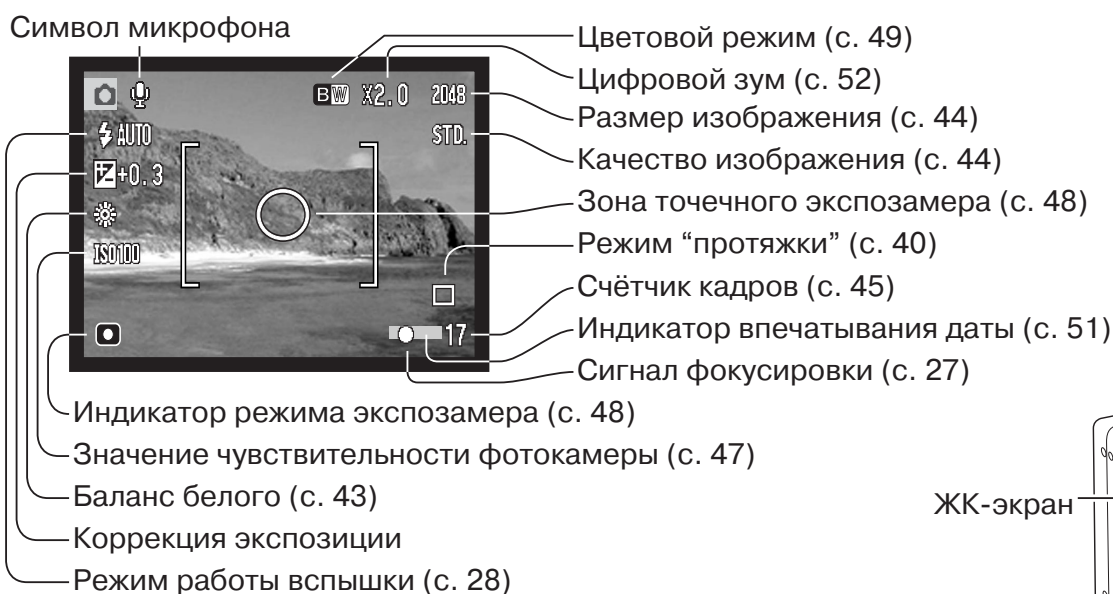 Символ микрофона
Цветовой режим (с. 49)
Цифровой зум (с. 52)
Размер изображения (с. 44)
Качество изображения (с. 44)
Зона точечного экспозамера (с. 48)
Режим “протяжки” (с. 40)
Счётчик кадров (с. 45)
Индикатор впечатывания даты (с. 51)
Сигнал фокусировки (с. 27)
BW X2.0 2048
AUTO STD.
+0.3
ISO100
17
Индикатор режима экспозамера (с. 48)
Значение чувствительности фотокамеры (с. 47)
Баланс белого (с. 43)
ЖК-экран
Коррекция экспозиции
Режим работы вспышки (с. 28)